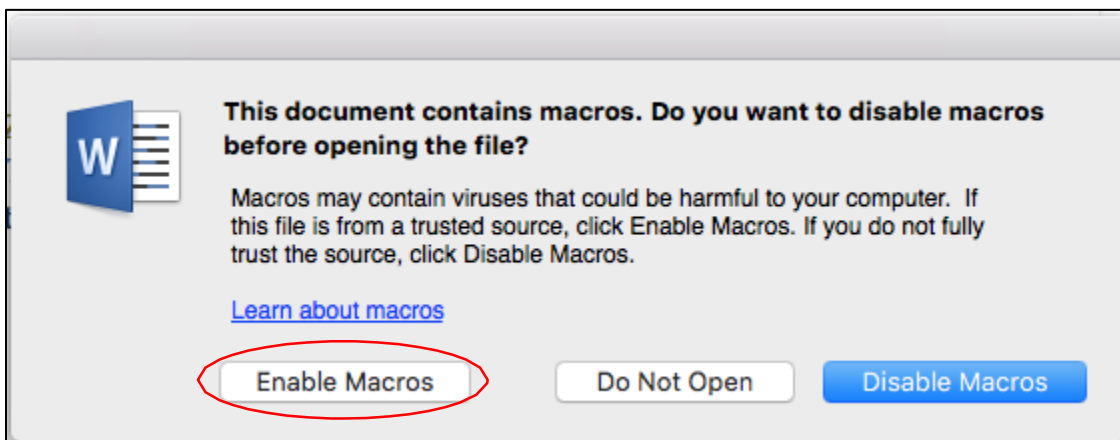 W
This document contains macros. Do you want to disable macros
before opening the file?
Macros may contain viruses that could be harmful to your computer.  If
this file is from a trusted source, click Enable Macros. If you do not fully
trust the source, click Disable Macros.
Learn about macros
Enable Macros Do Not Open Disable Macros